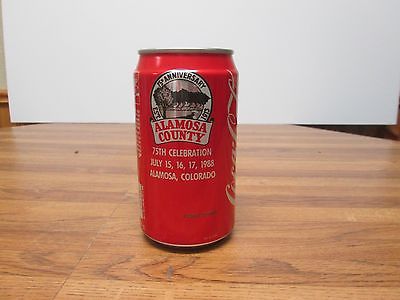 75TH ANNIVERSARY
ALAMOSA
COUNTY
75TH CELEBRATION
JULY 15, 16, 17, 1988
ALAMOSA, COLORADO
Coca-Cola